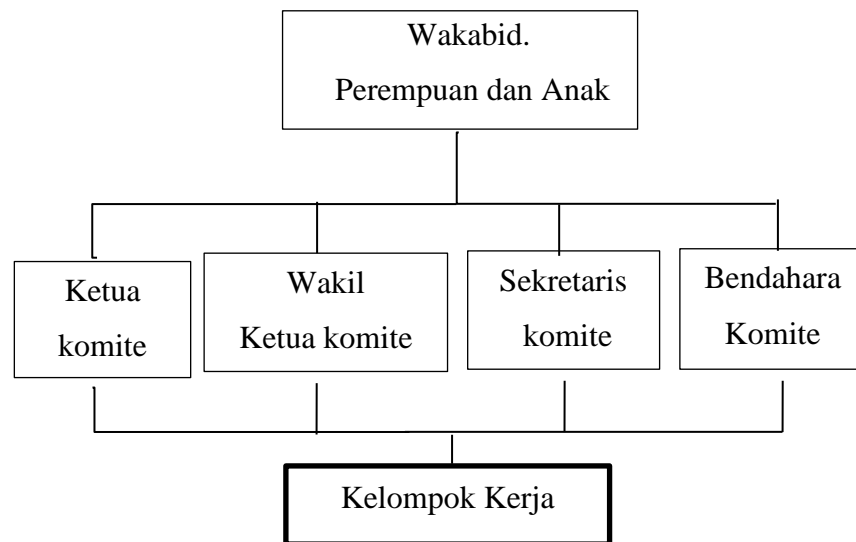 Wakabid.
Perempuan dan Anak
Ketua
komite
Wakil
Ketua komite
Sekretaris
komite
Bendahara
Komite
Kelompok Kerja